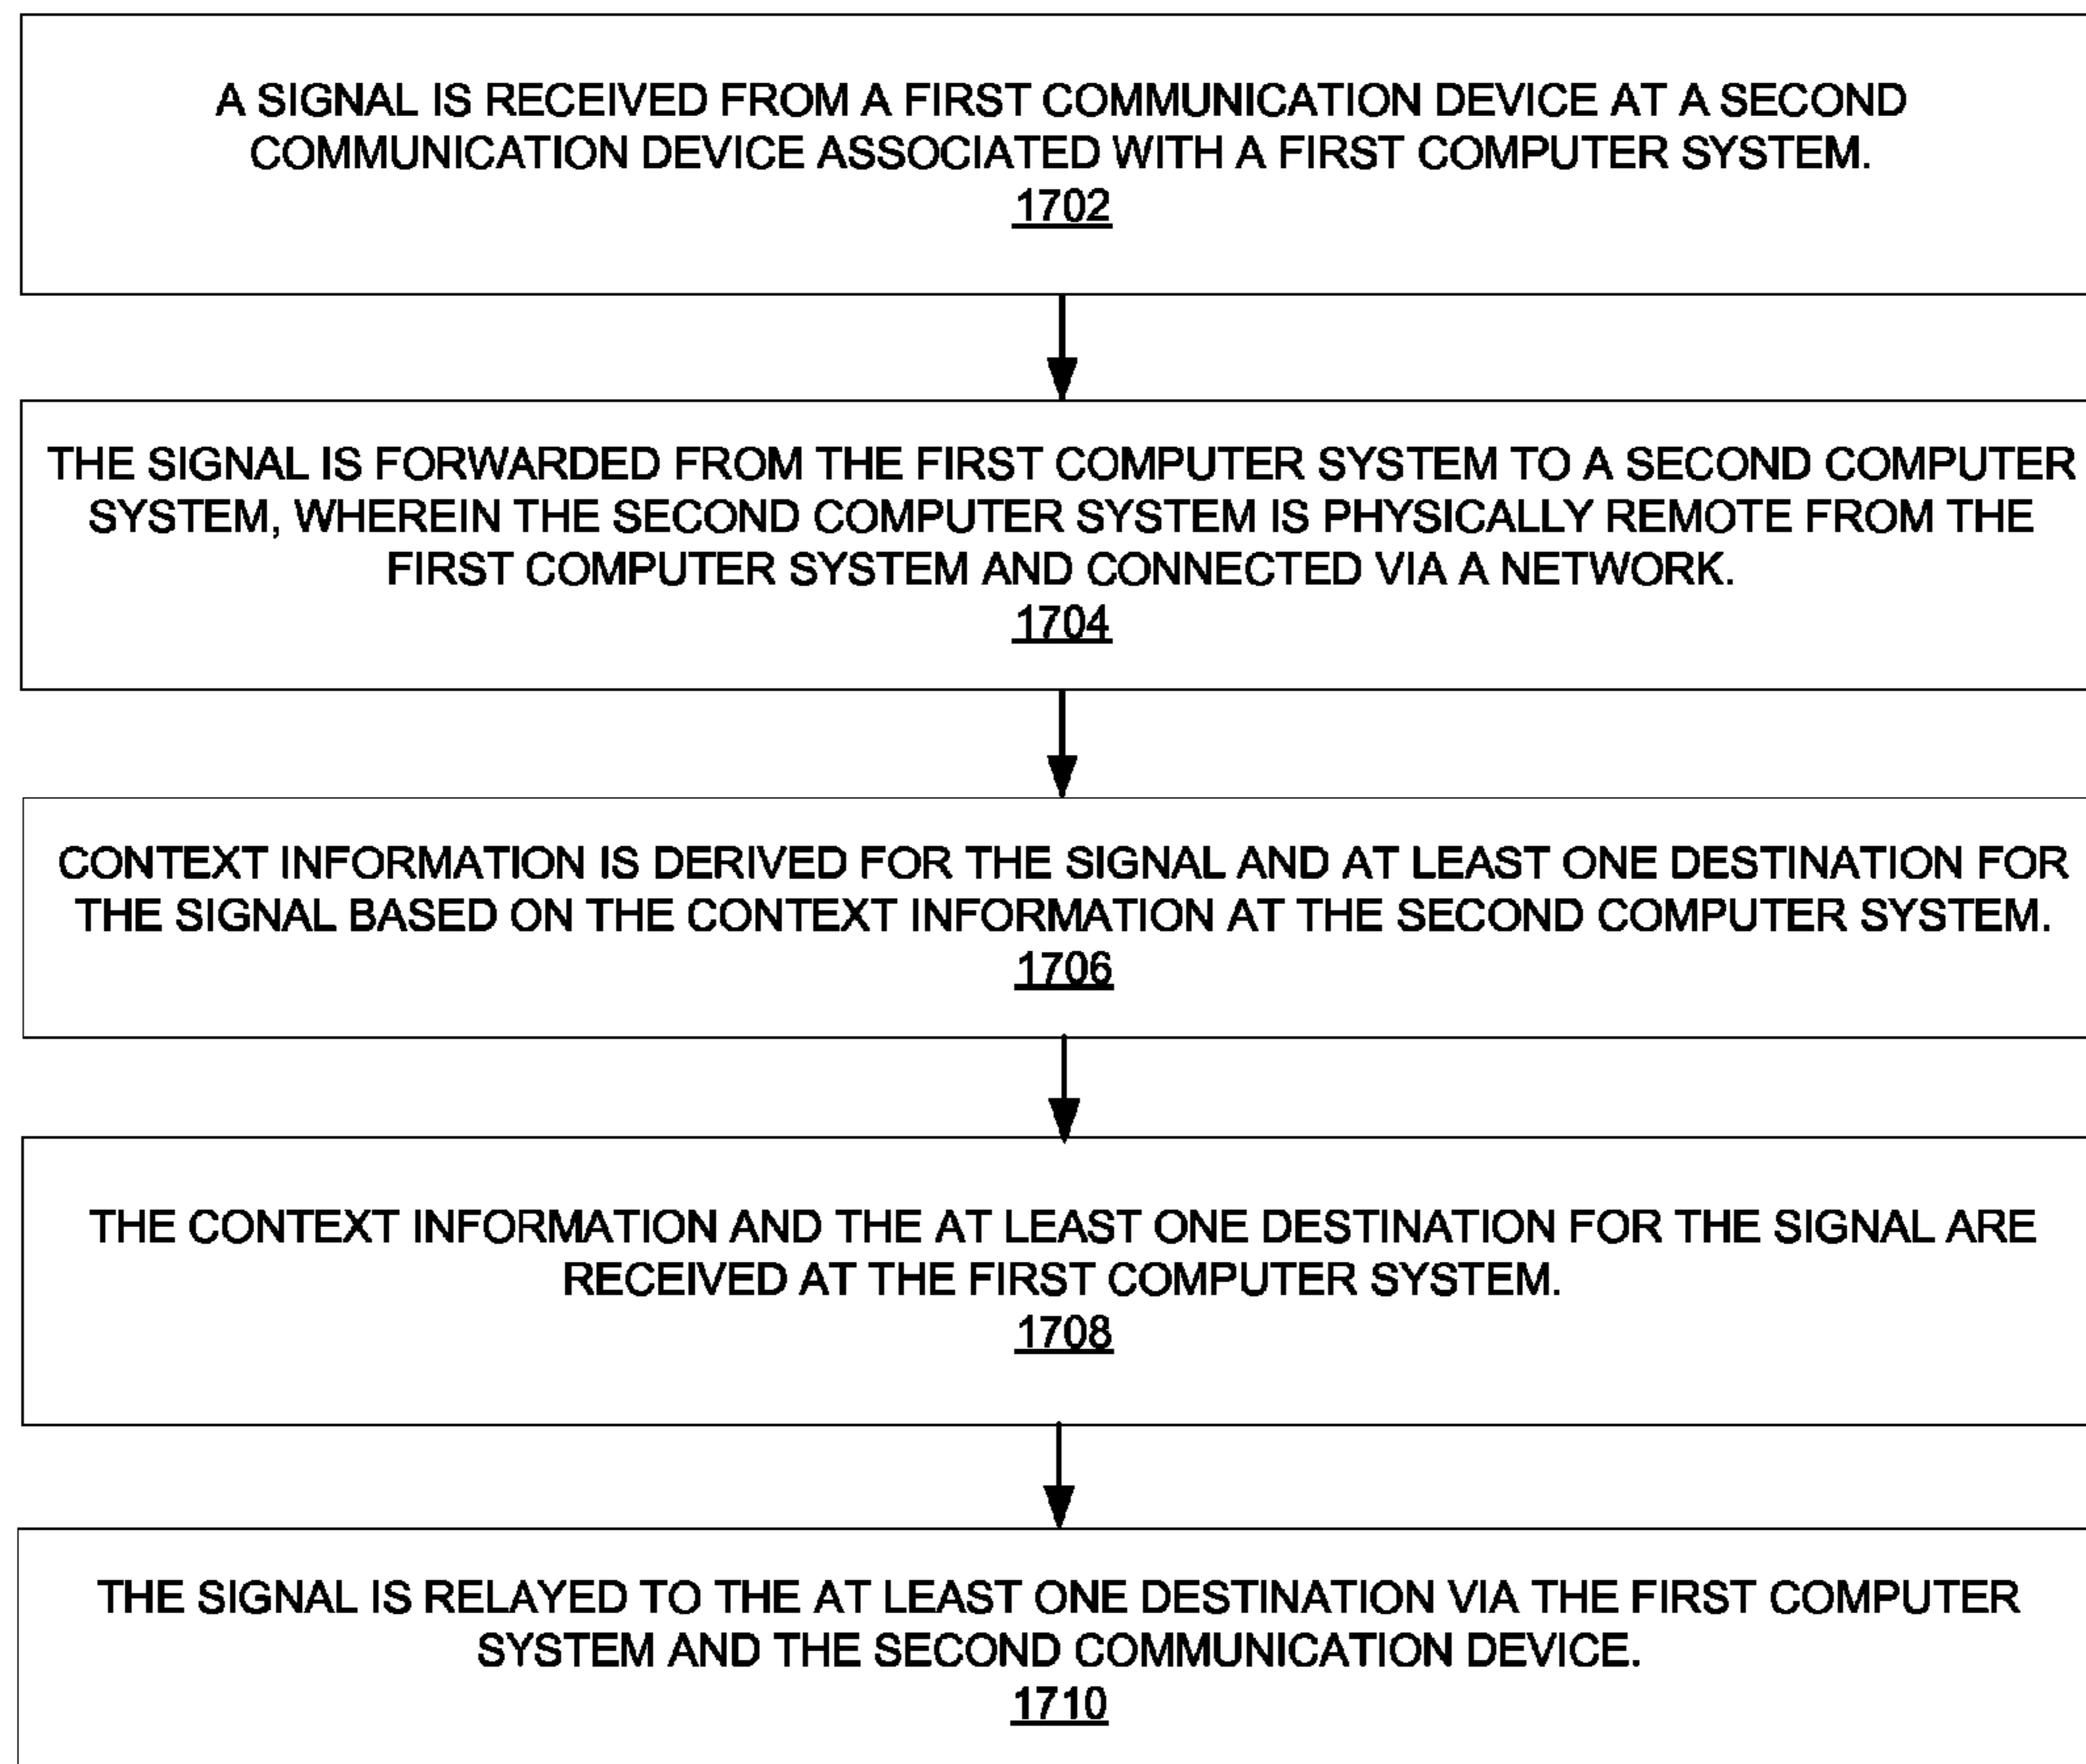 A SIGNAL IS RECEIVED FROM A FIRST COMMUNICATION DEVICE AT A SECOND
COMMUNICATION DEVICE ASSOCIATED WITH A FIRST COMPUTER SYSTEM.
1702
THE SIGNAL IS FORWARDED FROM THE FIRST COMPUTER SYSTEM TO A SECOND COMPUTER
SYSTEM, WHEREIN THE SECOND COMPUTER SYSTEM IS PHYSICALLY REMOTE FROM THE
FIRST COMPUTER SYSTEM AND CONNECTED VIA A NETWORK.
1704
CONTEXT INFORMATION IS DERIVED FOR THE SIGNAL AND AT LEAST ONE DESTINATION FOR
THE SIGNAL BASED ON THE CONTEXT INFORMATION AT THE SECOND COMPUTER SYSTEM.
1706
THE CONTEXT INFORMATION AND THE AT LEAST ONE DESTINATION FOR THE SIGNAL ARE
RECEIVED AT THE FIRST COMPUTER SYSTEM.
1708
THE SIGNAL IS RELAYED TO THE AT LEAST ONE DESTINATION VIA THE FIRST COMPUTER
SYSTEM AND THE SECOND COMMUNICATION DEVICE.
1710